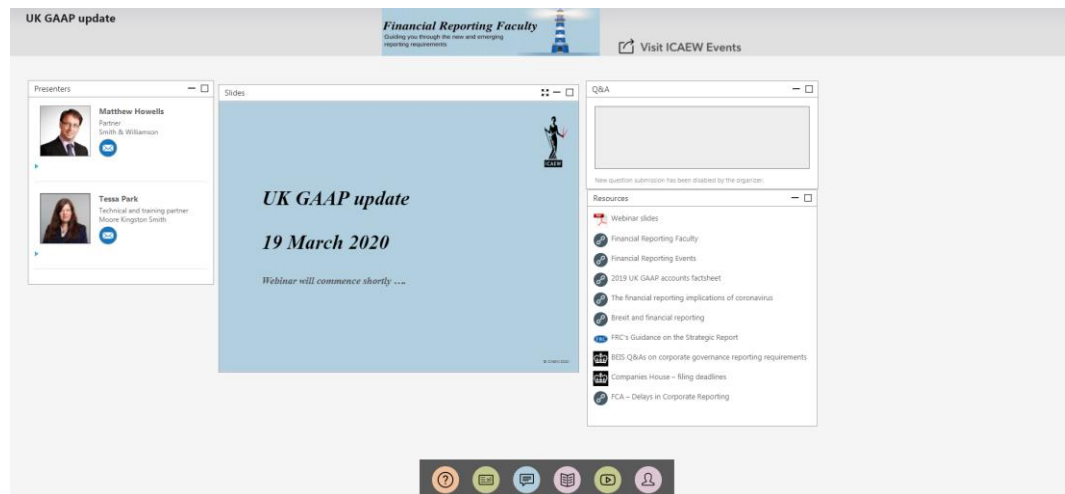 UK GAAP update
Financial Reporting Faculty
Guiding you through the new and emerging
reporting requirements
Visit ICAEW Events
Presenters
Matthew Howells
Partner
Smith & Williamson
Tessa Park
Technical and training partner
Moore Kingston Smith
Slides
ICAEW
UK GAAP update
19 March 2020
Webinar will commence shortly ....
© ICAEW 2020
Q&A
New question submission has been disabled by the organizer.
Resources
Webinar slides
Financial Reporting Faculty
Financial Reporting Events
2019 UK GAAP accounts factsheet
The financial reporting implications of coronavirus
Brexit and financial reporting
FRC
FRC's Guidance on the Strategic Report
BEIS Q&As on corporate governance reporting requirements
Companies House – filing deadlines
FCA – Delays in Corporate Reporting